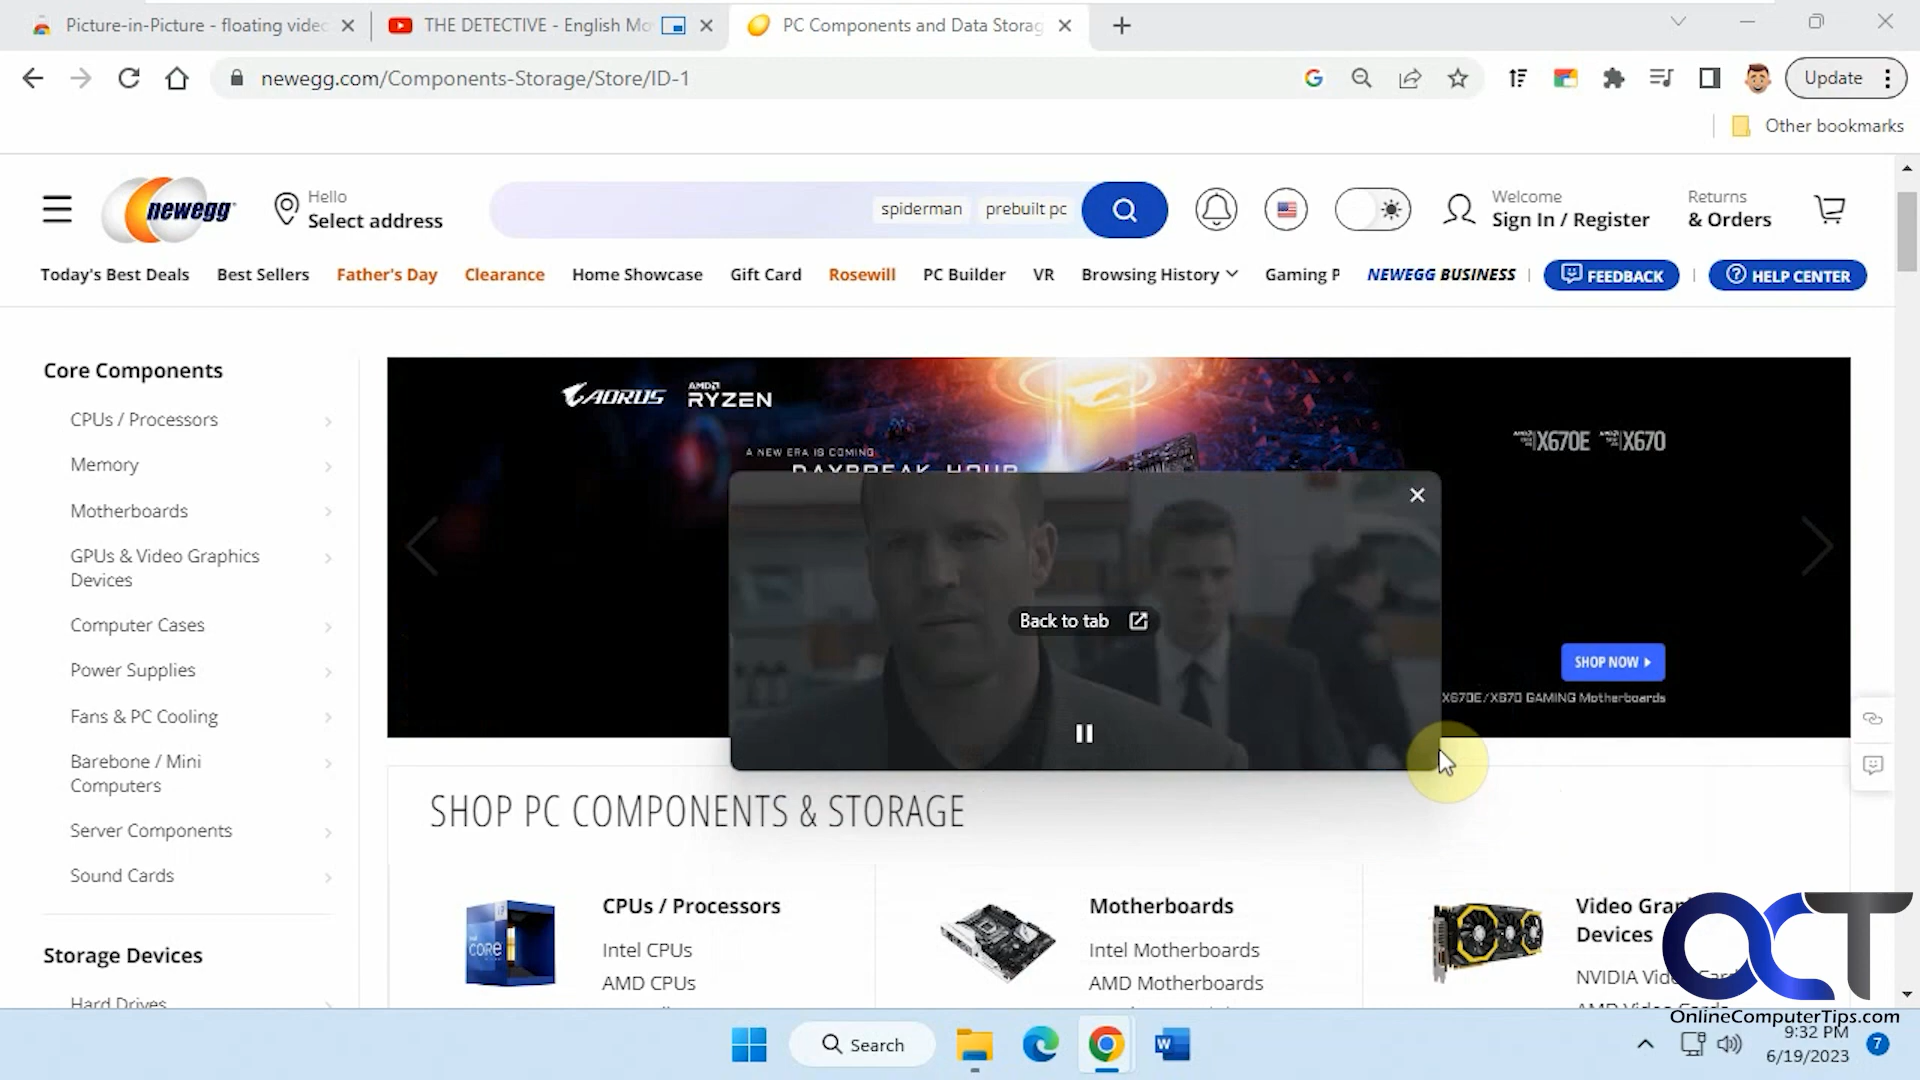 Picture-in-Picture - floating video
THE DETECTIVE - English Mo
PC Components and Data Storag
newegg.com/Components-Storage/Store/ID-1
Update
Other bookmarks
newegg
Hello
Select address
spiderman
prebuilt pc
Welcome
Sign In / Register
Returns
& Orders
Today's Best Deals
Best Sellers
Father's Day
Clearance
Home Showcase
Gift Card
Rosewill
PC Builder
VR
Browsing History
Gaming P
NEWEGG BUSINESS
FEEDBACK
HELP CENTER
Core Components
CPUs / Processors
Memory
Motherboards
GPUs & Video Graphics
Devices
Computer Cases
Power Supplies
Fans & PC Cooling
Barebone / Mini
Computers
Server Components
Sound Cards
Storage Devices
Hard Drives
AORUS
AMD
RYZEN
A NEW ERA IS COMING
DAYBREAK HOUR
X670E
X670
Back to tab
SHOP NOW
X670E/X670 GAMING Motherboards
SHOP PC COMPONENTS & STORAGE
CORE
CPUs / Processors
Intel CPUs
AMD CPUs
Motherboards
Intel Motherboards
AMD Motherboards
Video Gra
Devices
NVIDIA Vid
OCT
OnlineComputerTips.com
Search
W
9:32 PM
6/19/2023
7